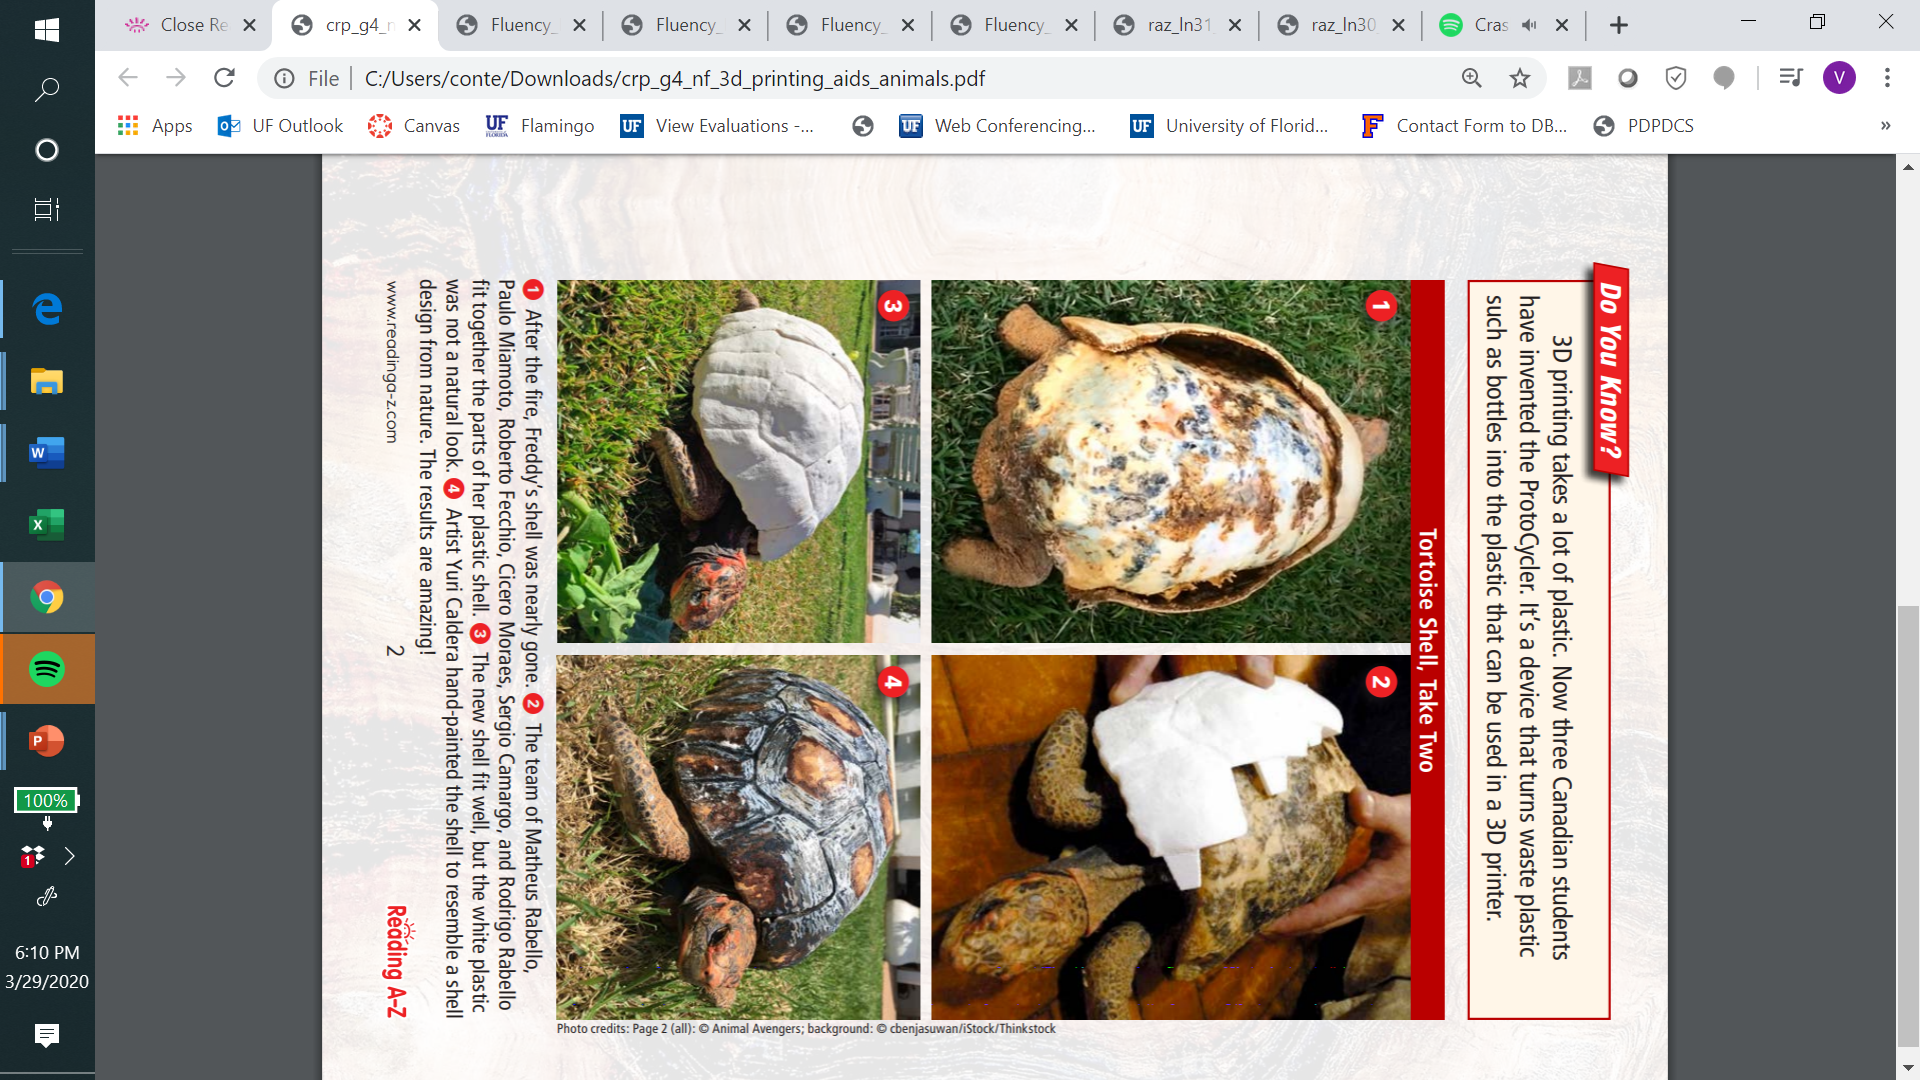 Close Re
crp_g4_n
Fluency_
Fluency_
Fluency_
Fluency_
raz_ln31
raz_ln30
Cras
File
C:/Users/conte/Downloads/crp_g4_nf_3d_printing_aids_animals.pdf
V
Apps
UF Outlook
Canvas
UF FLORIDA
Flamingo
UF
View Evaluations -...
UF
Web Conferencing...
UF
University of Florid...
F
Contact Form to DB...
PDPDCS
»
Do You Know?
3D printing takes a lot of plastic. Now three Canadian students
have invented the ProtoCycler. It's a device that turns waste plastic
such as bottles into the plastic that can be used in a 3D printer.
Tortoise Shell, Take Two
1
2
3
4
1 After the fire, Freddy's shell was nearly gone. 2 The team of Matheus Rabello,
Paulo Miamoto, Roberto Fecchio, Cicero Moraes, Sergio Camargo, and Rodrigo Rabello
fit together the parts of her plastic shell. 3 The new shell fit well, but the white plastic
was not a natural look. 4 Artist Yuri Caldera hand-painted the shell to resemble a shell
design from nature. The results are amazing!
www.readinga-z.com
2
Reading A-Z
Photo credits: Page 2 (all): © Animal Avengers; background: © cbenjasuwan/iStock/Thinkstock
W
X
P
100%
1
6:10 PM
3/29/2020